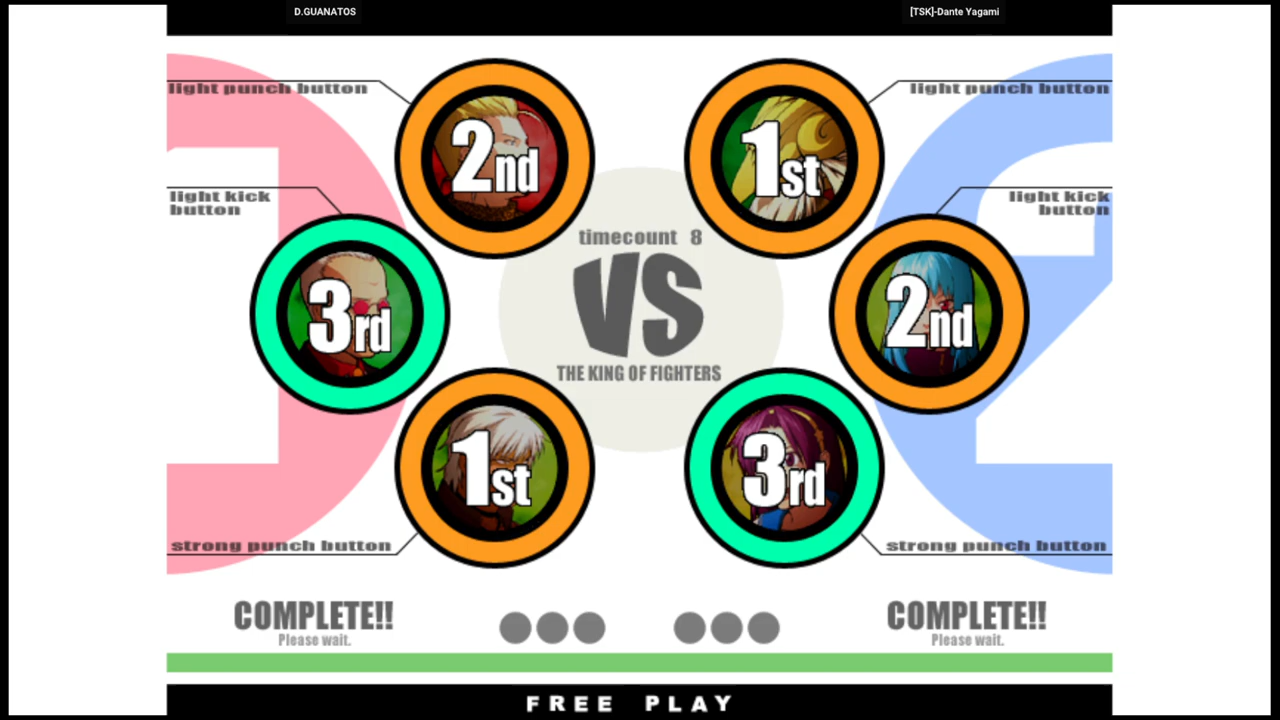 D.GUANATOS
[TSK]-Dante Yagami
light punch button
2nd
1st
light punch button
light kick
button
light kick
button
timecount 8
3rd
VS
2nd
THE KING OF FIGHTERS
1st
3rd
strong punch button
strong punch button
COMPLETE!!
Please wait.
COMPLETE!!
Please wait.
FREE PLAY